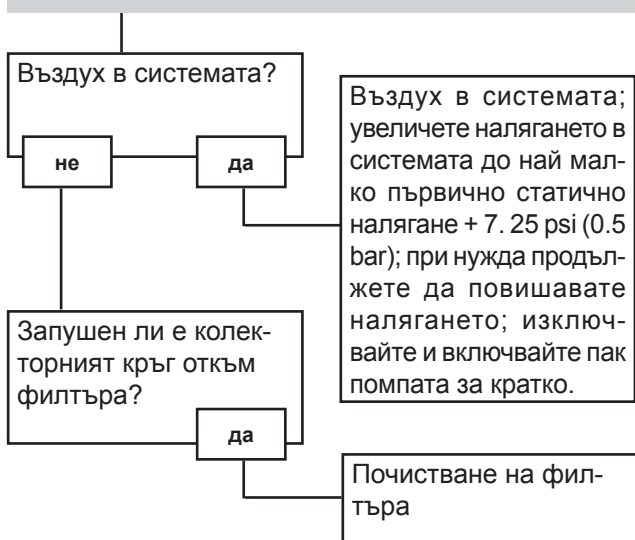 Въздух в системата?
не
да
Въздух в системата;
увеличете налягането в
системата до най мал-
ко първично статично
налягане + 7. 25 psi (0.5
bar); при нужда продъл-
жете да повишавате
налягането; изключ-
вайте и включвайте пак
помпата за кратко.
Запушен ли е колек-
торният кръг откъм
филтъра?
да
Почистване на фил-
търа